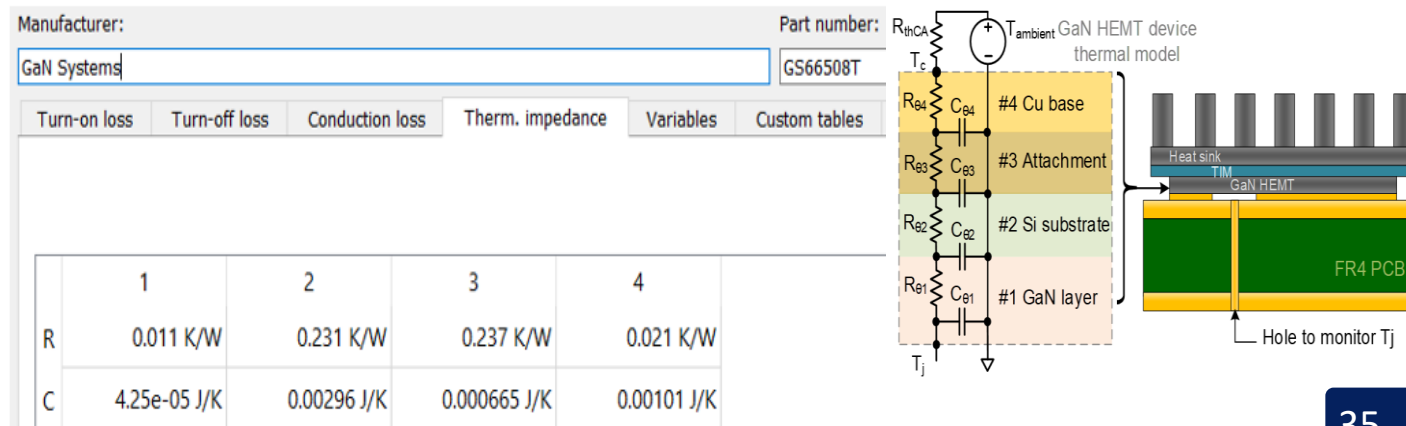 Manufacturer:
Part number:
GaN Systems
GS66508T
Turn-on loss
Turn-off loss
Conduction loss
Therm. impedance
Variables
Custom tables
1 2 3 4
R 0.011 K/W 0.231 K/W 0.237 K/W 0.021 K/W
C 4.25e-05 J/K 0.00296 J/K 0.000665 J/K 0.00101 J/K
RthCA
Tambient
GaN HEMT device
thermal model
Tc
Rθ4 Cθ4 #4 Cu base
Rθ3 Cθ3 #3 Attachment
Rθ2 Cθ2 #2 Si substrate
Rθ1 Cθ1 #1 GaN layer
Tj
Heat sink
TIM
GaN HEMT
FR4 PCB
Hole to monitor Tj
35